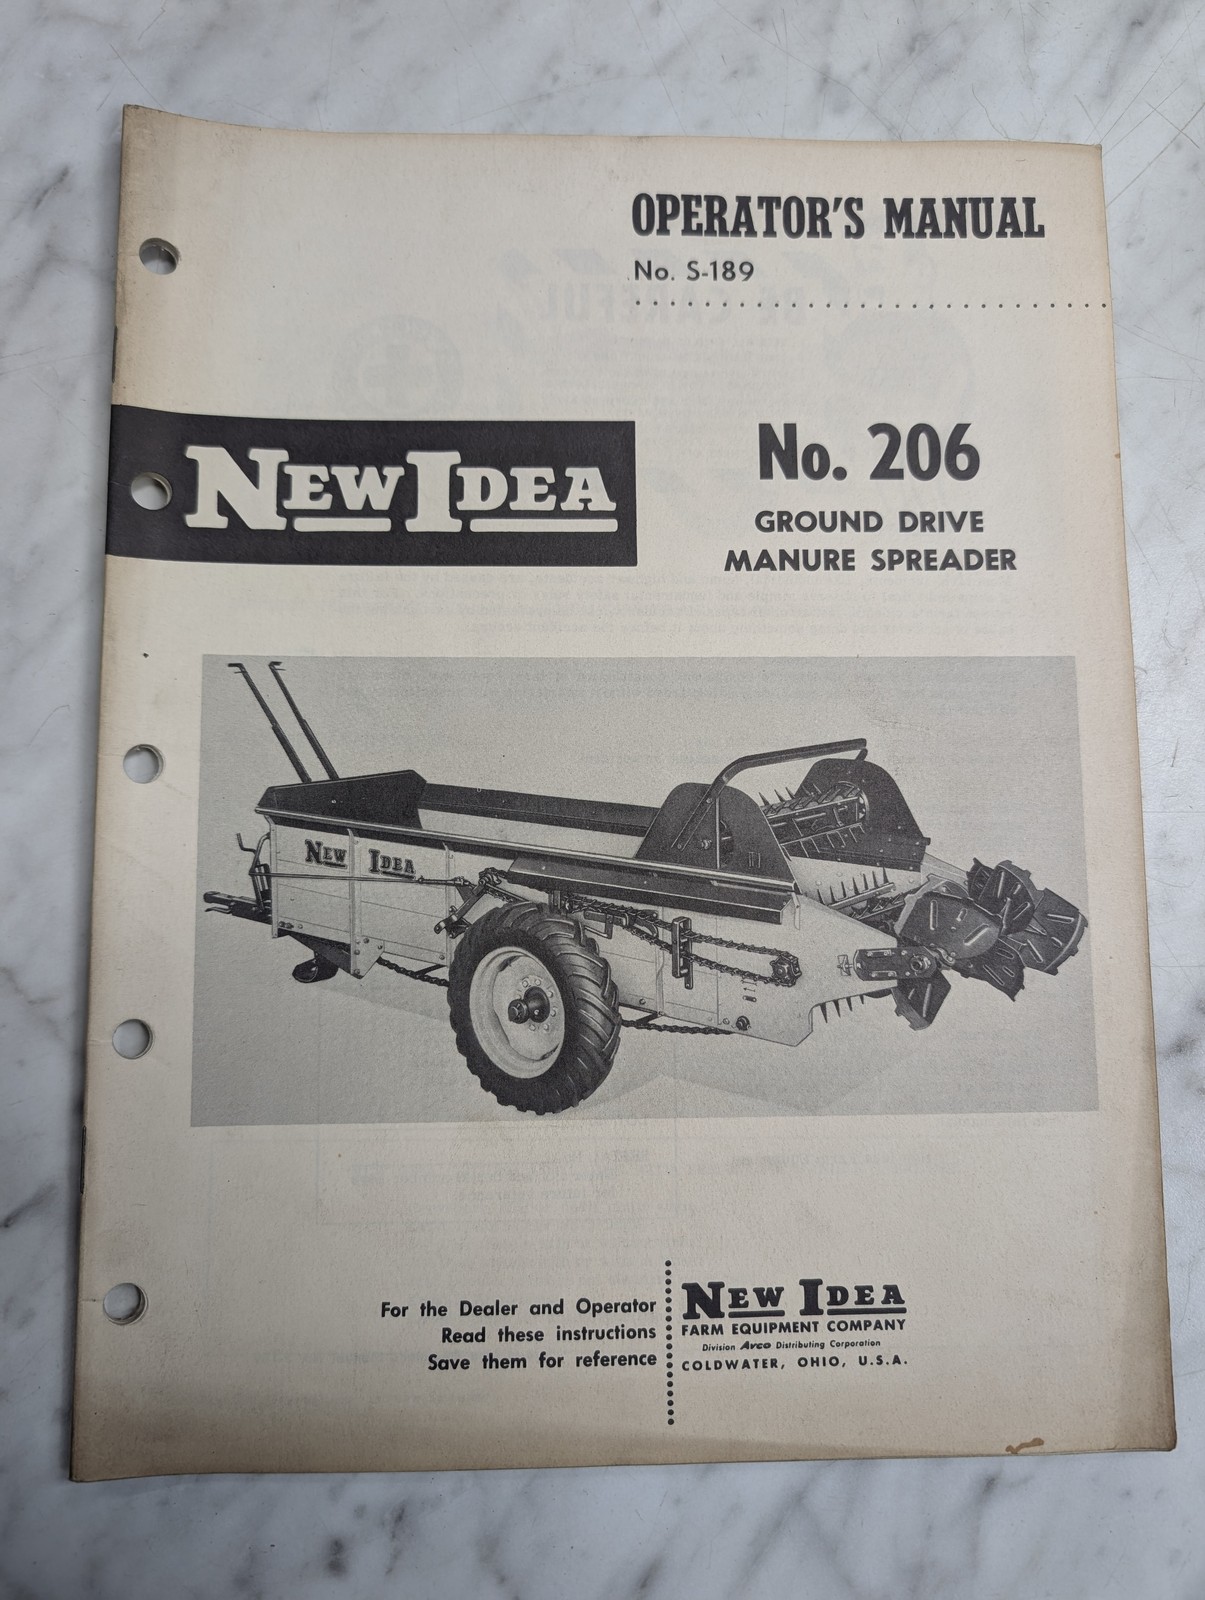 OPERATOR'S MANUAL
No. S-189
NEW IDEA
No. 206
GROUND DRIVE
MANURE SPREADER
NEW IDEA
For the Dealer and Operator
Read these instructions
Save them for reference
NEW IDEA
FARM EQUIPMENT COMPANY
Division Avco Distributing Corporation
COLDWATER, OHIO, U.S.A.